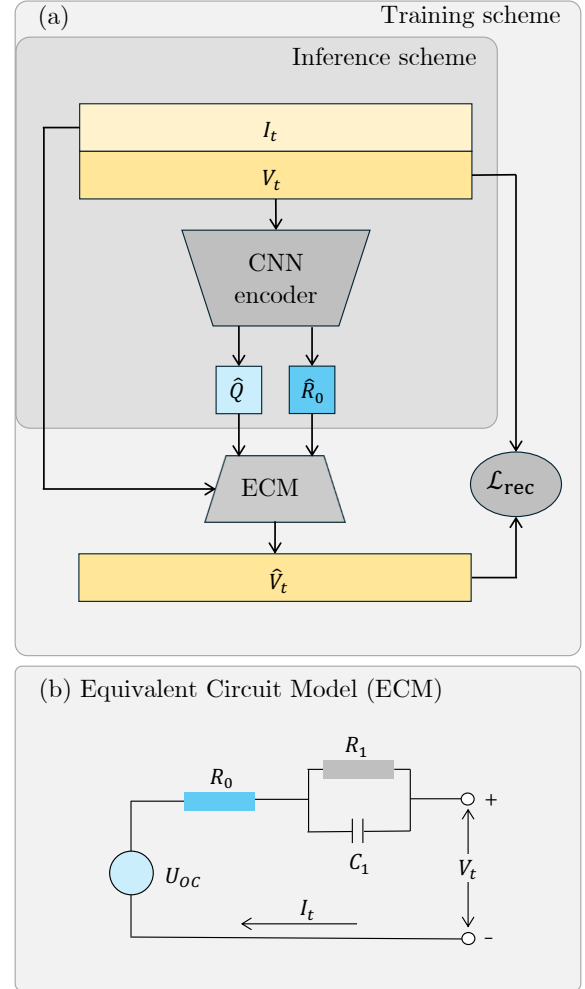 (a)
Training scheme
Inference scheme
I_t
V_t
CNN
encoder
Q̂
R̂_0
ECM
ℒ_rec
V̂_t
(b) Equivalent Circuit Model (ECM)
R_1
R_0
+
C_1
U_OC
V_t
I_t
-